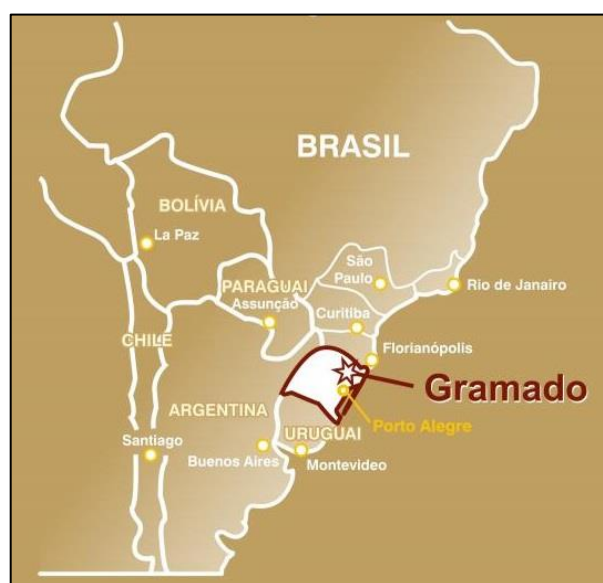 BRASIL
BOLÍVIA
La Paz
São
Paulo
Rio de Janairo
PARAGUAI
Assunção
Curitiba
CHILE
Florianópolis
Gramado
ARGENTINA
Porto Alegre
URUGUAI
Santiago
Buenos Aires
Montevideo